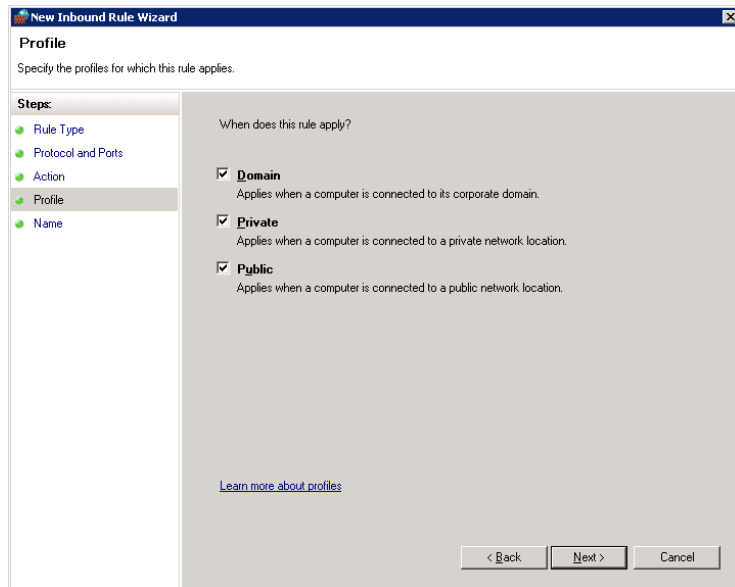 New Inbound Rule Wizard
Profile
Specify the profiles for which this rule applies.
Steps:
Rule Type
Protocol and Ports
Action
Profile
Name
When does this rule apply?
Domain
Applies when a computer is connected to its corporate domain.
Private
Applies when a computer is connected to a private network location.
Public
Applies when a computer is connected to a public network location.
Learn more about profiles
< Back
Next >
Cancel